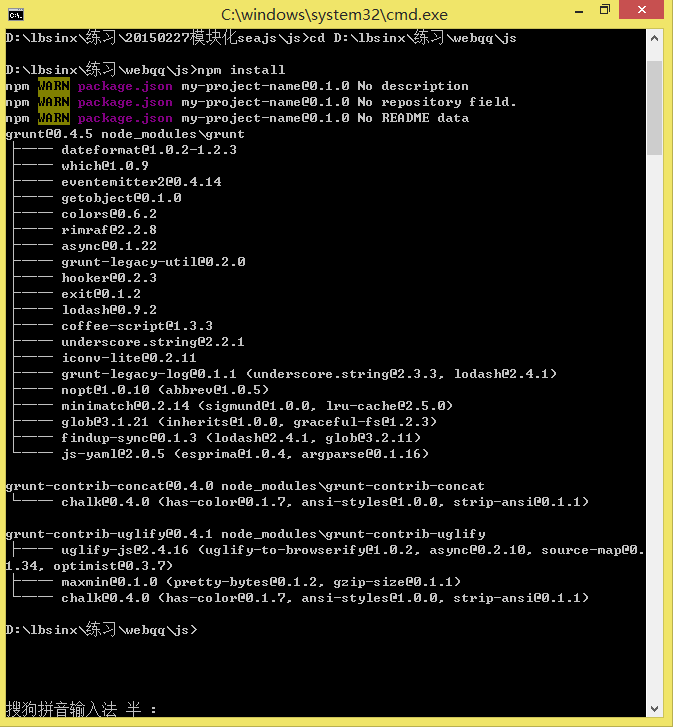 C:\windows\system32\cmd.exe
D:\lbsinx\练习\20150227模块化seajs\js>cd D:\lbsinx\练习\webqq\js
D:\lbsinx\练习\webqq\js>npm install
npm WARN package.json my-project-name@0.1.0 No description
npm WARN package.json my-project-name@0.1.0 No repository field.
npm WARN package.json my-project-name@0.1.0 No README data
grunt@0.4.5 node_modules\grunt
├── dateformat@1.0.2-1.2.3
├── which@1.0.9
├── eventemitter2@0.4.14
├── getobject@0.1.0
├── colors@0.6.2
├── rimraf@2.2.8
├── async@0.1.22
├── grunt-legacy-util@0.2.0
├── hooker@0.2.3
├── exit@0.1.2
├── lodash@0.9.2
├── coffee-script@1.3.3
├── underscore.string@2.2.1
├── iconv-lite@0.2.11
├── grunt-legacy-log@0.1.1 (underscore.string@2.3.3, lodash@2.4.1)
├── nopt@1.0.10 (abbrev@1.0.5)
├── minimatch@0.2.14 (sigmund@1.0.0, lru-cache@2.5.0)
├── glob@3.1.21 (inherits@1.0.0, graceful-fs@1.2.3)
├── findup-sync@0.1.3 (lodash@2.4.1, glob@3.2.11)
└── js-yaml@2.0.5 (esprima@1.0.4, argparse@0.1.16)
grunt-contrib-concat@0.4.0 node_modules\grunt-contrib-concat
└── chalk@0.4.0 (has-color@0.1.7, ansi-styles@1.0.0, strip-ansi@0.1.1)
grunt-contrib-uglify@0.4.1 node_modules\grunt-contrib-uglify
├── uglify-js@2.4.16 (uglify-to-browserify@1.0.2, async@0.2.10, source-map@0.
1.34, optimist@0.3.7)
├── maxmin@0.1.0 (pretty-bytes@0.1.2, gzip-size@0.1.1)
└── chalk@0.4.0 (has-color@0.1.7, ansi-styles@1.0.0, strip-ansi@0.1.1)
D:\lbsinx\练习\webqq\js>
搜狗拼音输入法 半 :